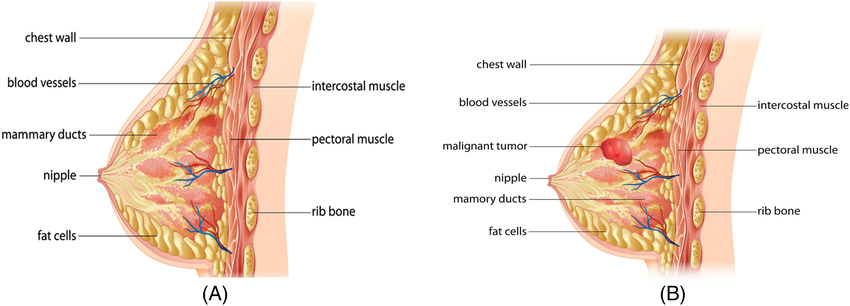 chest wall
blood vessels
mammary ducts
nipple
fat cells
intercostal muscle
pectoral muscle
rib bone
(A)
chest wall
blood vessels
malignant tumor
nipple
mamory ducts
fat cells
intercostal muscle
pectoral muscle
rib bone
(B)